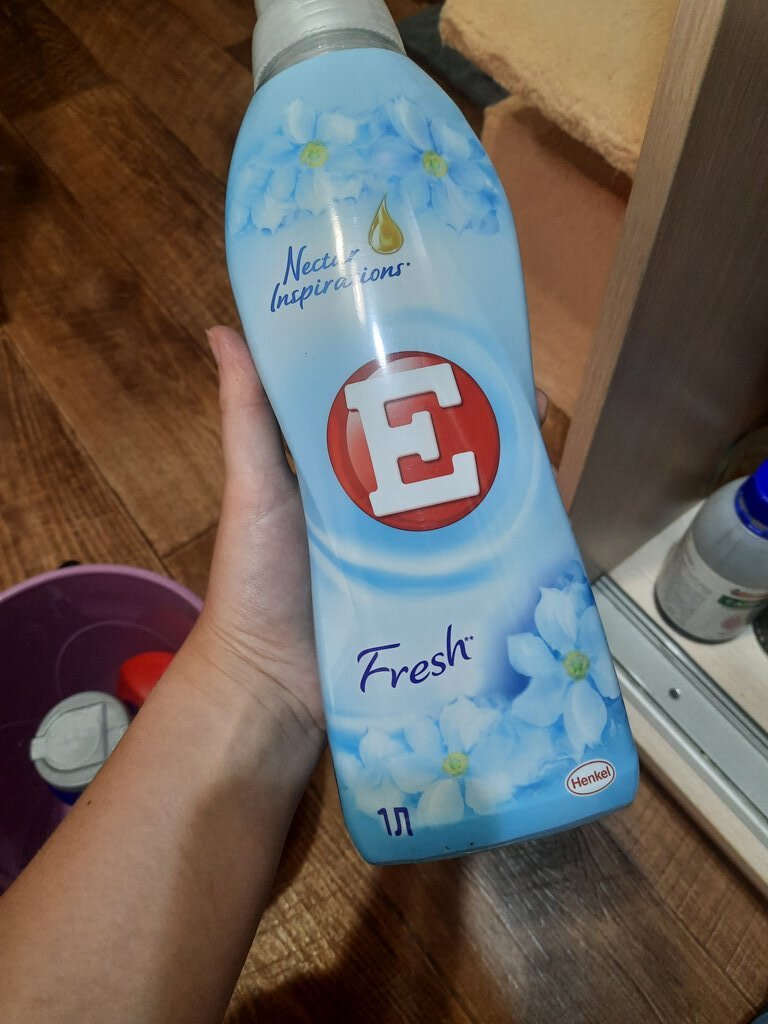 Nectar
Inspirations*
E
Fresh**
Henkel
1Л